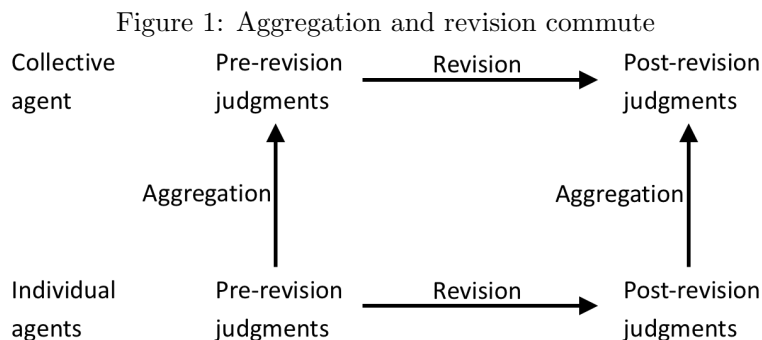 Figure 1: Aggregation and revision commute
Collective agent
Pre-revision judgments
Revision
Post-revision judgments
Aggregation
Aggregation
Individual agents
Pre-revision judgments
Revision
Post-revision judgments